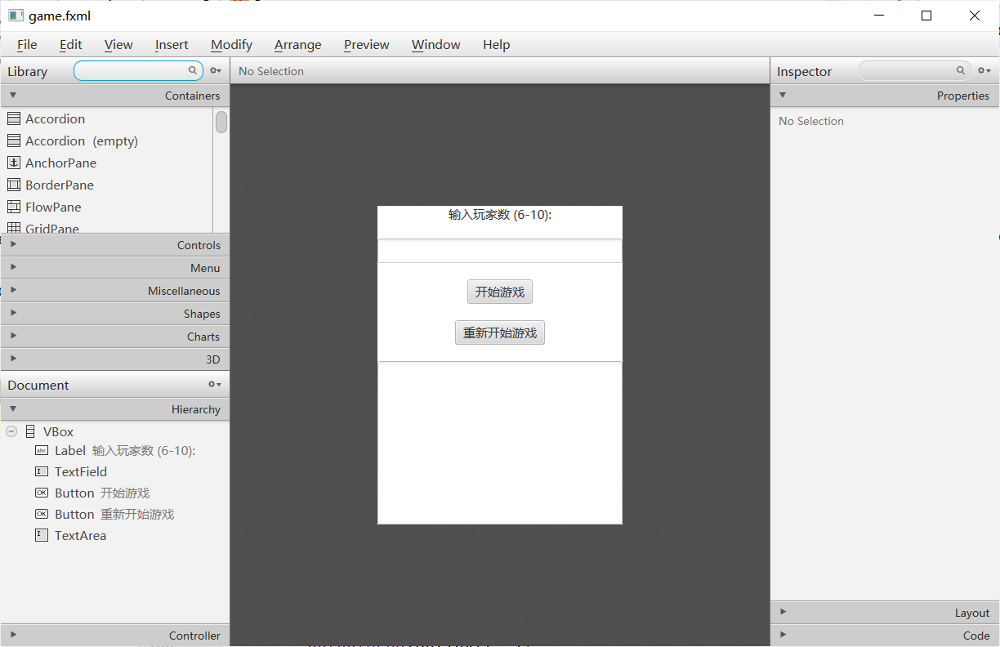 game.fxml
File Edit View Insert Modify Arrange Preview Window Help
Library
No Selection
Inspector
Containers
Properties
Accordion
Accordion (empty)
AnchorPane
BorderPane
FlowPane
GridPane
No Selection
Controls
Menu
Miscellaneous
Shapes
Charts
3D
输入玩家数 (6-10):
开始游戏
重新开始游戏
Document
Hierarchy
VBox
abc Label 输入玩家数 (6-10):
TextField
OK Button 开始游戏
OK Button 重新开始游戏
TextArea
Controller
Layout
Code